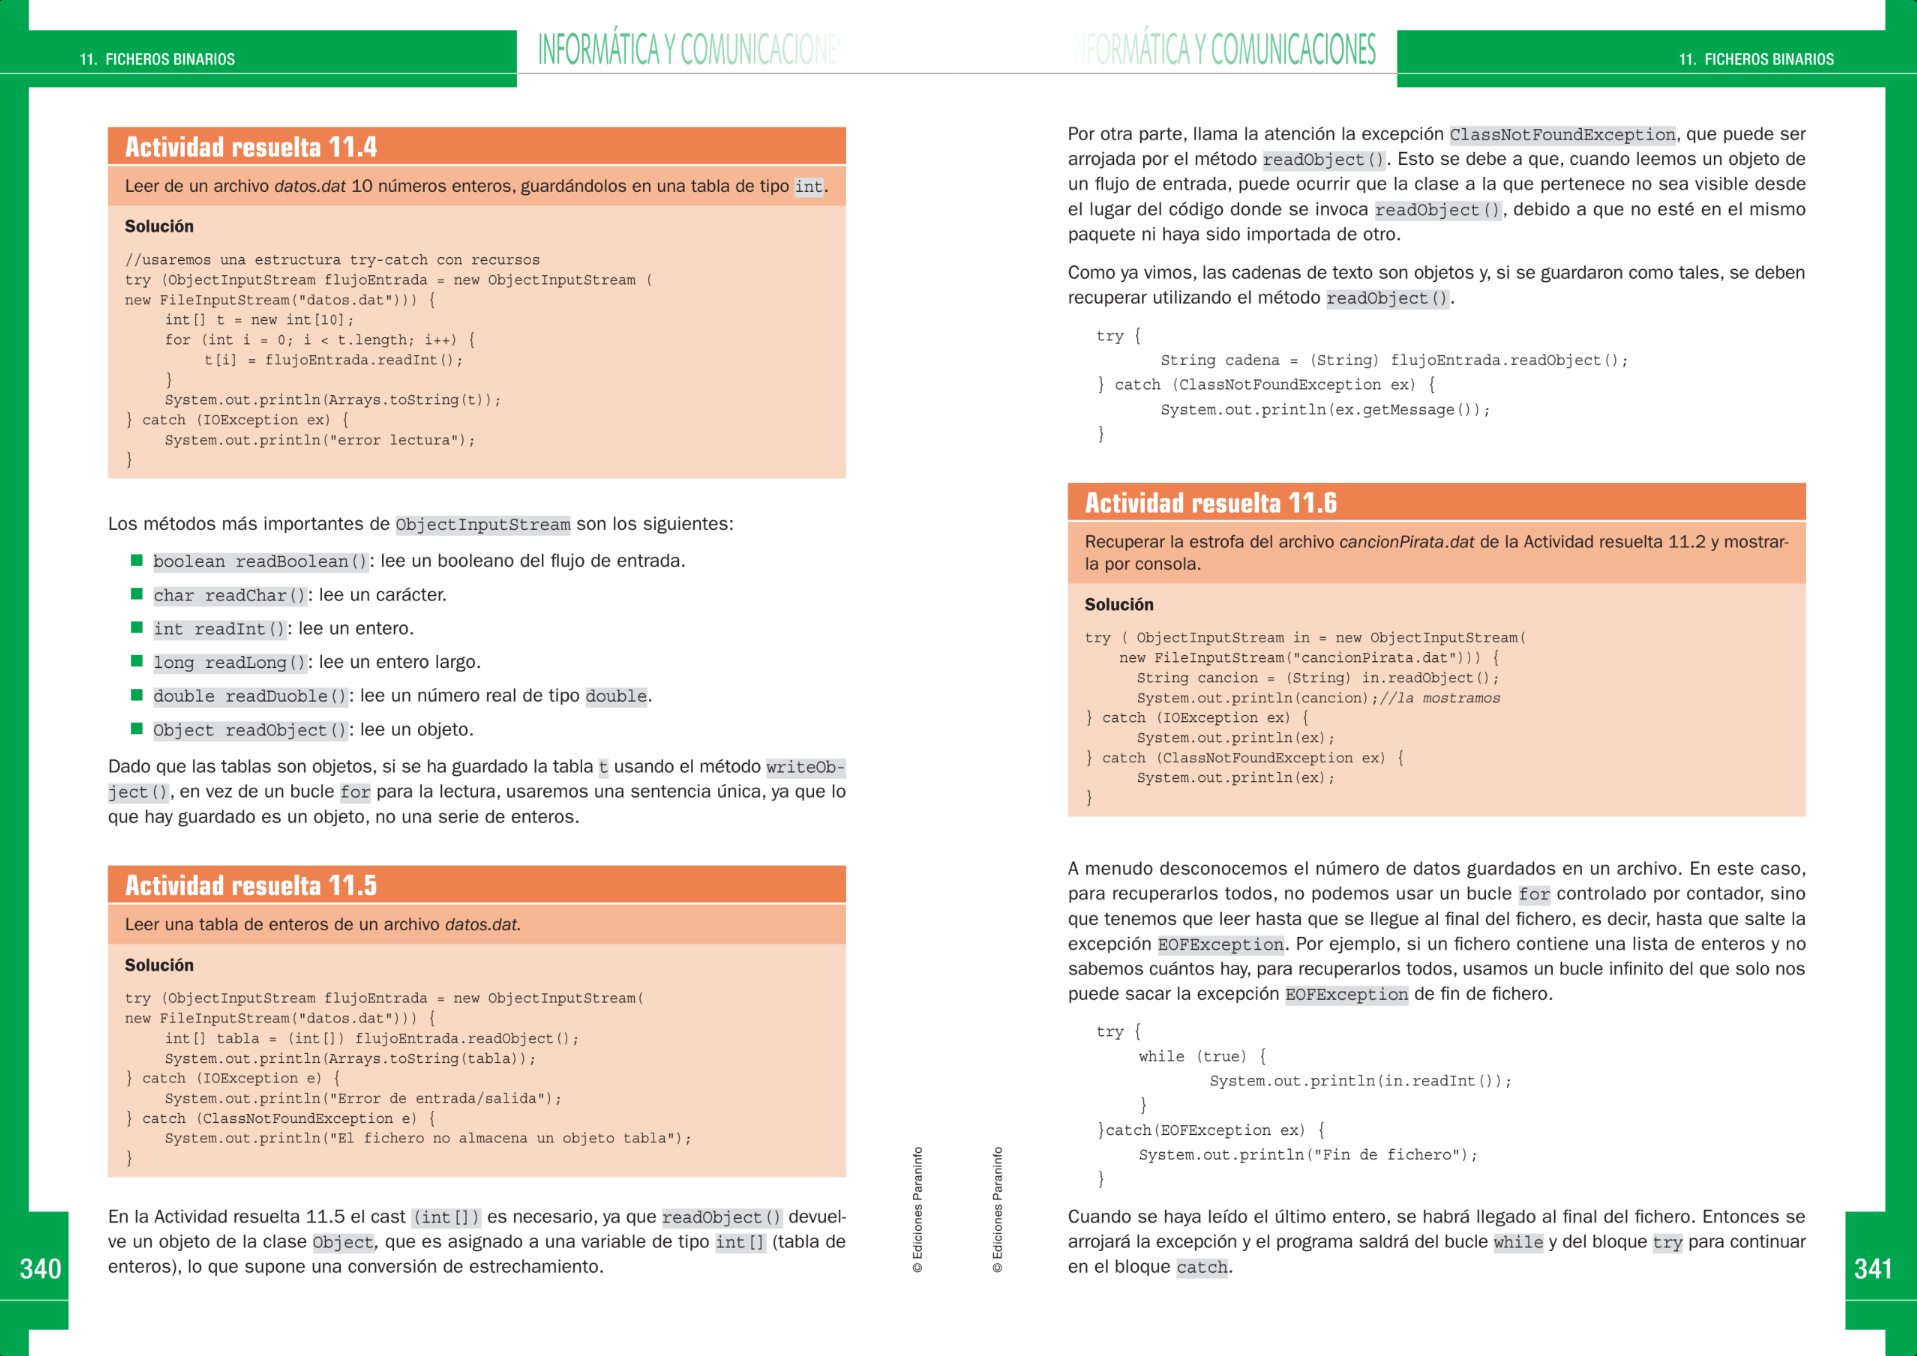 11. FICHEROS BINARIOS
INFORMÁTICA Y COMUNICACIONES
Actividad resuelta 11.4
Leer de un archivo datos.dat 10 números enteros, guardándolos en una tabla de tipo int.
Solución
//usaremos una estructura try-catch con recursos
try (ObjectInputStream flujoEntrada = new ObjectInputStream (
new FileInputStream("datos.dat"))) {
int[] t = new int[10];
for (int i = 0; i < t.length; i++) {
t[i] = flujoEntrada.readInt();
}
System.out.println(Arrays.toString(t));
} catch (IOException ex) {
System.out.println("error lectura");
}
Los métodos más importantes de ObjectInputStream son los siguientes:
boolean readBoolean(): lee un booleano del flujo de entrada.
char readChar(): lee un carácter.
int readInt(): lee un entero.
long readLong(): lee un entero largo.
double readDuoble(): lee un número real de tipo double.
Object readObject(): lee un objeto.
Dado que las tablas son objetos, si se ha guardado la tabla t usando el método writeOb-
ject(), en vez de un bucle for para la lectura, usaremos una sentencia única, ya que lo
que hay guardado es un objeto, no una serie de enteros.
Actividad resuelta 11.5
Leer una tabla de enteros de un archivo datos.dat.
Solución
try (ObjectInputStream flujoEntrada = new ObjectInputStream(
new FileInputStream("datos.dat"))) {
int[] tabla = (int[]) flujoEntrada.readObject();
System.out.println(Arrays.toString(tabla));
} catch (IOException e) {
System.out.println("Error de entrada/salida");
} catch (ClassNotFoundException e) {
System.out.println("El fichero no almacena un objeto tabla");
}
En la Actividad resuelta 11.5 el cast (int[]) es necesario, ya que readObject() devuel-
ve un objeto de la clase Object, que es asignado a una variable de tipo int[] (tabla de
enteros), lo que supone una conversión de estrechamiento.
340
© Ediciones Paraninfo
INFORMÁTICA Y COMUNICACIONES
11. FICHEROS BINARIOS
Por otra parte, llama la atención la excepción ClassNotFoundException, que puede ser
arrojada por el método readObject(). Esto se debe a que, cuando leemos un objeto de
un flujo de entrada, puede ocurrir que la clase a la que pertenece no sea visible desde
el lugar del código donde se invoca readObject(), debido a que no esté en el mismo
paquete ni haya sido importada de otro.
Como ya vimos, las cadenas de texto son objetos y, si se guardaron como tales, se deben
recuperar utilizando el método readObject().
try {
String cadena = (String) flujoEntrada.readObject();
} catch (ClassNotFoundException ex) {
System.out.println(ex.getMessage());
}
Actividad resuelta 11.6
Recuperar la estrofa del archivo cancionPirata.dat de la Actividad resuelta 11.2 y mostrar-
la por consola.
Solución
try ( ObjectInputStream in = new ObjectInputStream(
new FileInputStream("cancionPirata.dat"))) {
String cancion = (String) in.readObject();
System.out.println(cancion);//la mostramos
} catch (IOException ex) {
System.out.println(ex);
} catch (ClassNotFoundException ex) {
System.out.println(ex);
}
A menudo desconocemos el número de datos guardados en un archivo. En este caso,
para recuperarlos todos, no podemos usar un bucle for controlado por contador, sino
que tenemos que leer hasta que se llegue al final del fichero, es decir, hasta que salte la
excepción EOFException. Por ejemplo, si un fichero contiene una lista de enteros y no
sabemos cuántos hay, para recuperarlos todos, usamos un bucle infinito del que solo nos
puede sacar la excepción EOFException de fin de fichero.
try {
while (true) {
System.out.println(in.readInt());
}
}catch(EOFException ex) {
System.out.println("Fin de fichero");
}
Cuando se haya leído el último entero, se habrá llegado al final del fichero. Entonces se
arrojará la excepción y el programa saldrá del bucle while y del bloque try para continuar
en el bloque catch.
© Ediciones Paraninfo
341